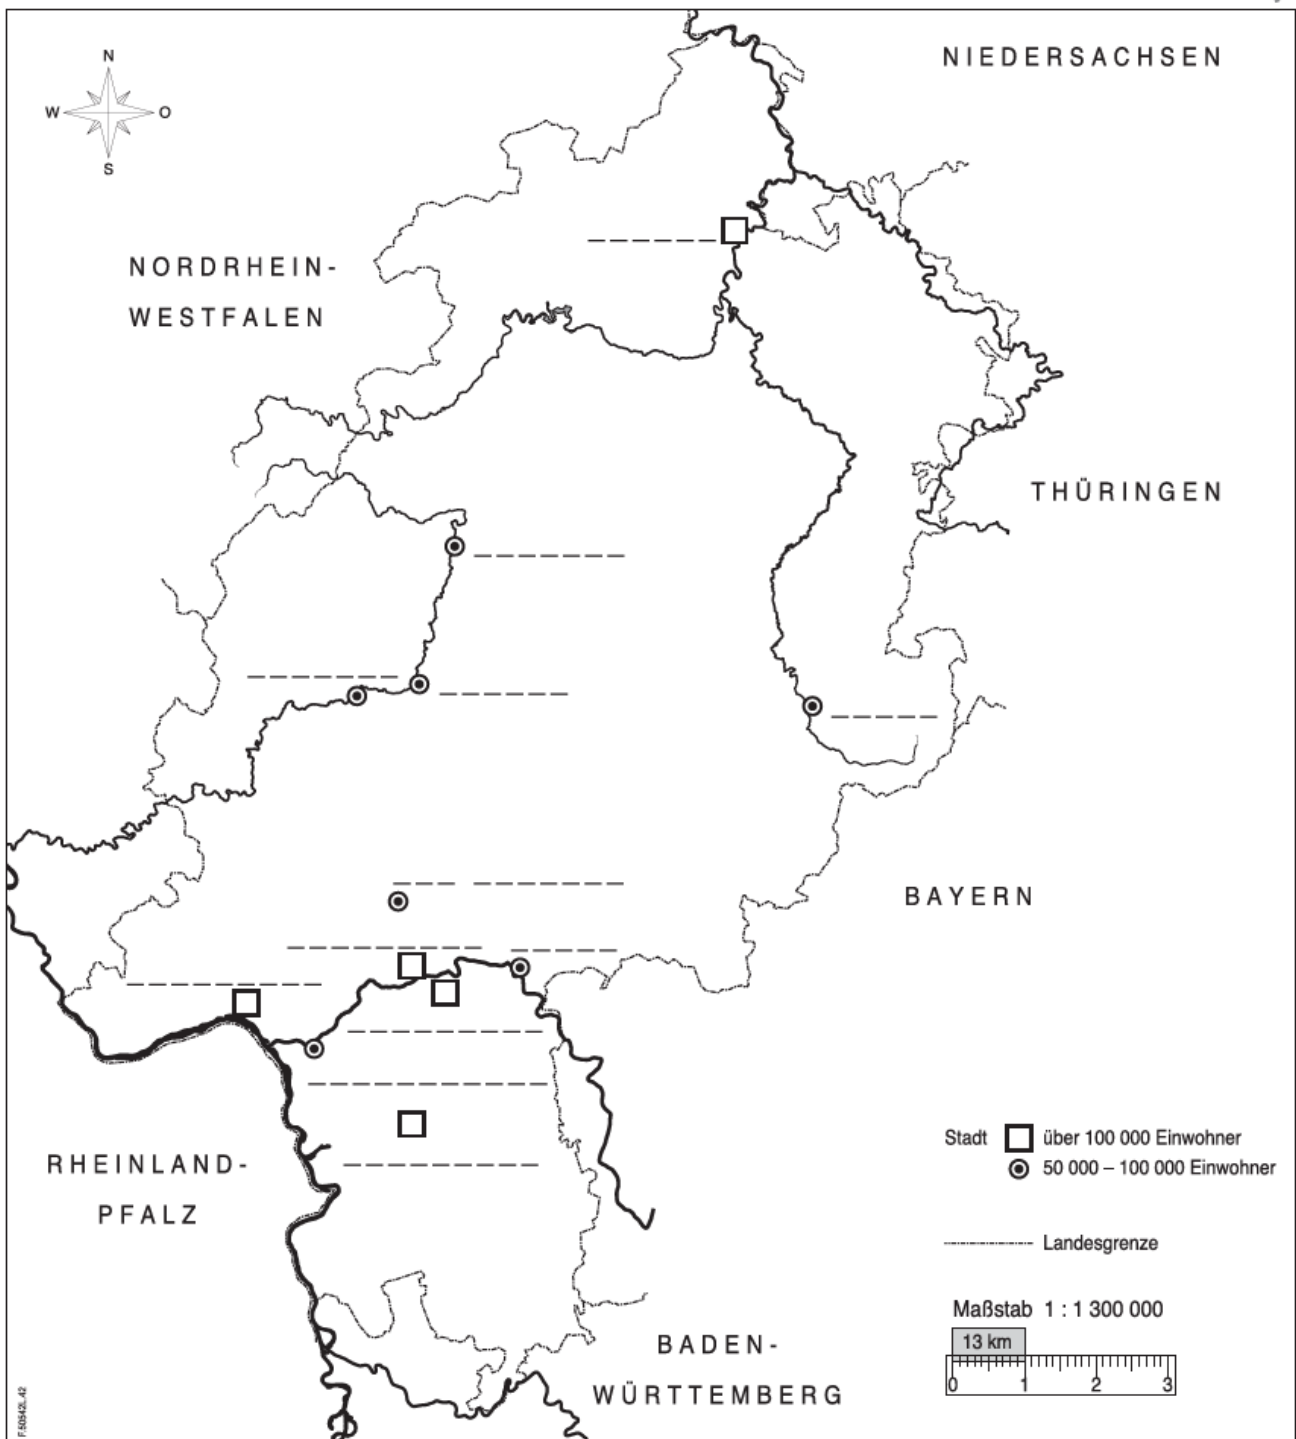 N
W
O
S
NIEDERSACHSEN
NORDRHEIN-
WESTFALEN
THÜRINGEN
BAYERN
RHEINLAND-
PFALZ
BADEN-
WÜRTTEMBERG
Stadt
über 100 000 Einwohner
50 000 – 100 000 Einwohner
Landesgrenze
Maßstab 1 : 1 300 000
13 km
0 1 2 3